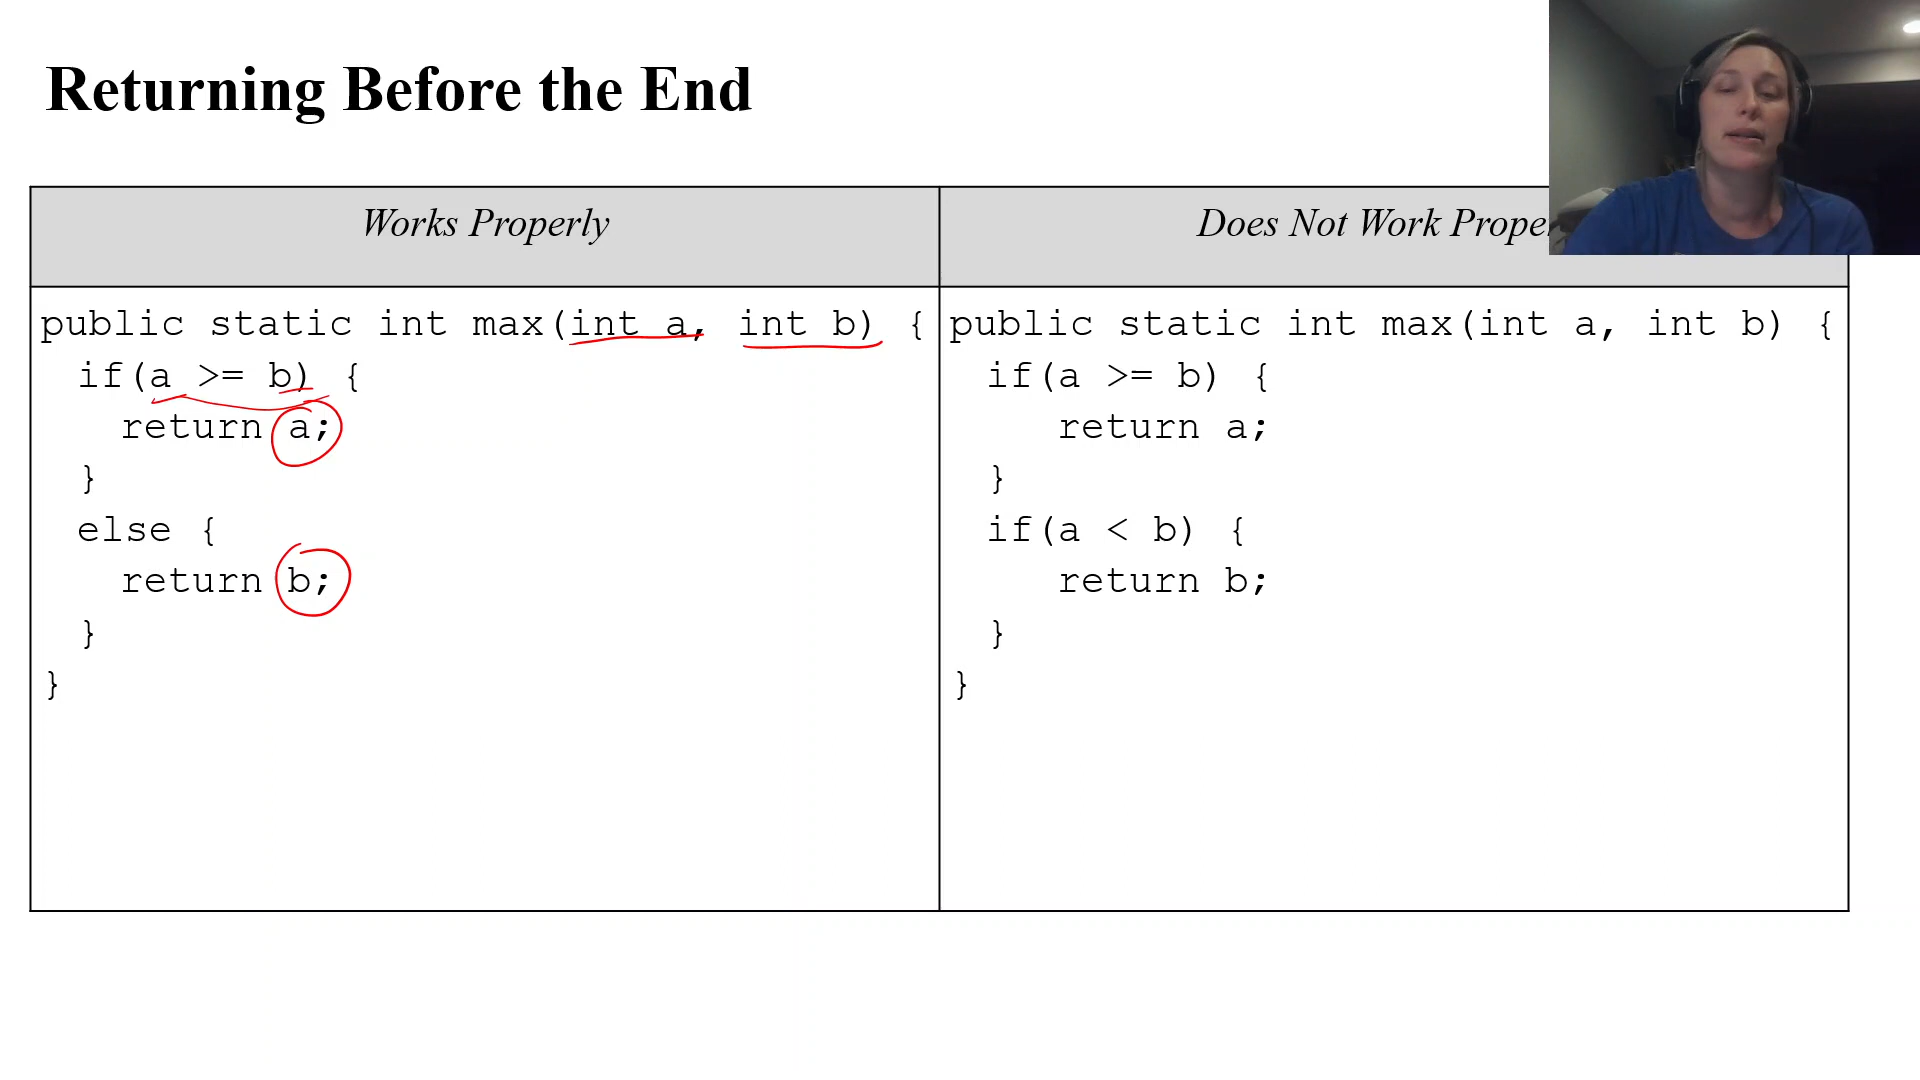 Returning Before the End
Works Properly
Does Not Work
public static int max(int a, int b) {
if(a >= b) {
return a;
}
else {
return b;
}
}
public static int max(int a, int b) {
if(a >= b) {
return a;
}
if(a < b) {
return b;
}
}